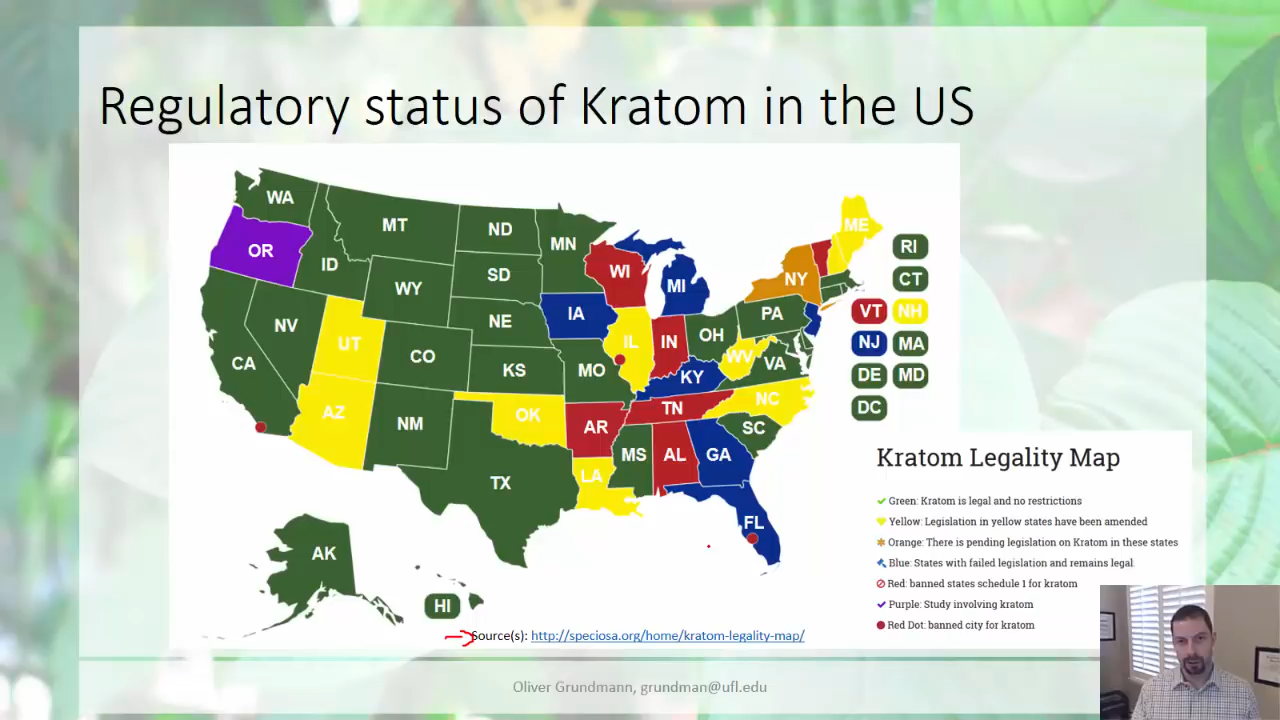 Regulatory status of Kratom in the US
WA
MT
ND
MN
OR
ID
SD
WI
MI
NY
ME
WY
NE
IA
PA
NV
UT
CO
KS
MO
IL
IN
OH
WV
VA
KY
CA
AZ
NM
OK
AR
TN
NC
SC
TX
LA
MS
AL
GA
FL
AK
HI
RI
CT
VT NH
NJ MA
DE MD
DC
Kratom Legality Map
Green: Kratom is legal and no restrictions
Yellow: Legislation in yellow states have been amended
Orange: There is pending legislation on Kratom in these states
Blue: States with failed legislation and remains legal
Red: banned states schedule 1 for kratom
Purple: Study involving kratom
Red Dot: banned city for kratom
Source(s): http://speciosa.org/home/kratom-legality-map/
Oliver Grundmann, grundman@ufl.edu